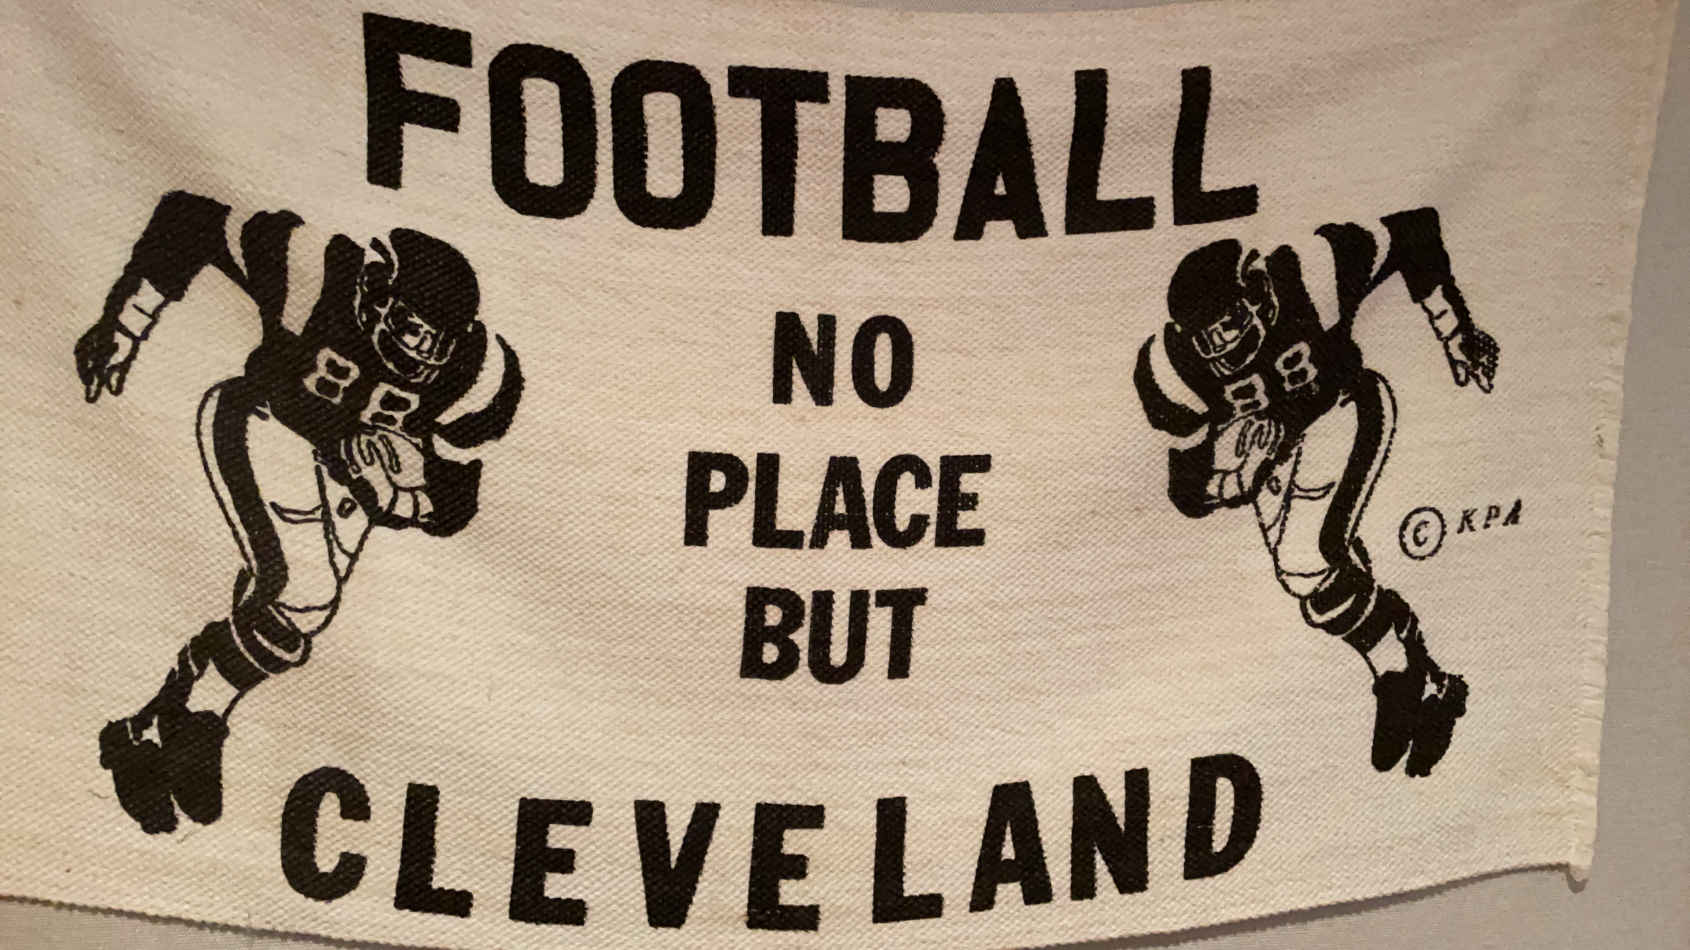 FOOTBALL
NO
PLACE
BUT
88
88
© KPA
CLEVELAND